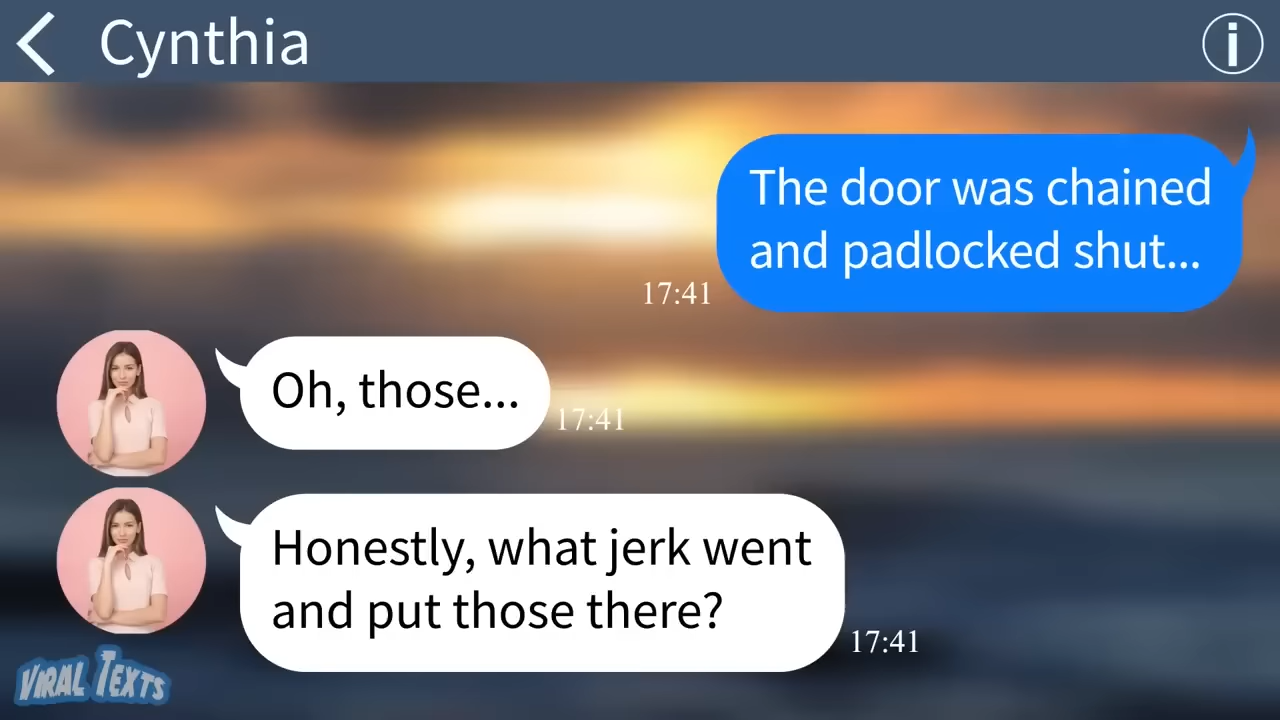 Cynthia
The door was chained
and padlocked shut...
17:41
Oh, those...
17:41
Honestly, what jerk went
and put those there?
17:41
VIRAL TEXTS